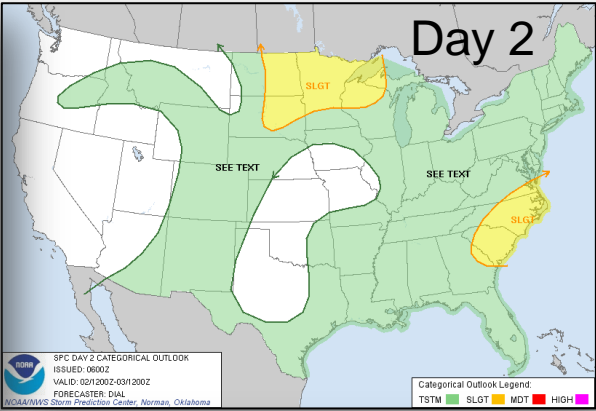 Day 2
SLGT
SEE TEXT
SEE TEXT
SLGT
NOAA
SPC DAY 2 CATEGORICAL OUTLOOK
ISSUED: 0600Z
VALID: 02/1200Z-03/1200Z
FORECASTER: DIAL
NOAA/NWS Storm Prediction Center, Norman, Oklahoma
Categorical Outlook Legend:
TSTM SLGT MDT HIGH